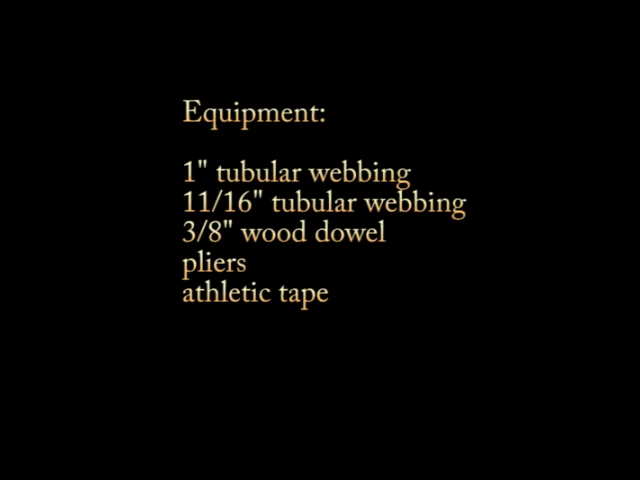 Equipment:
1" tubular webbing
11/16" tubular webbing
3/8" wood dowel
pliers
athletic tape